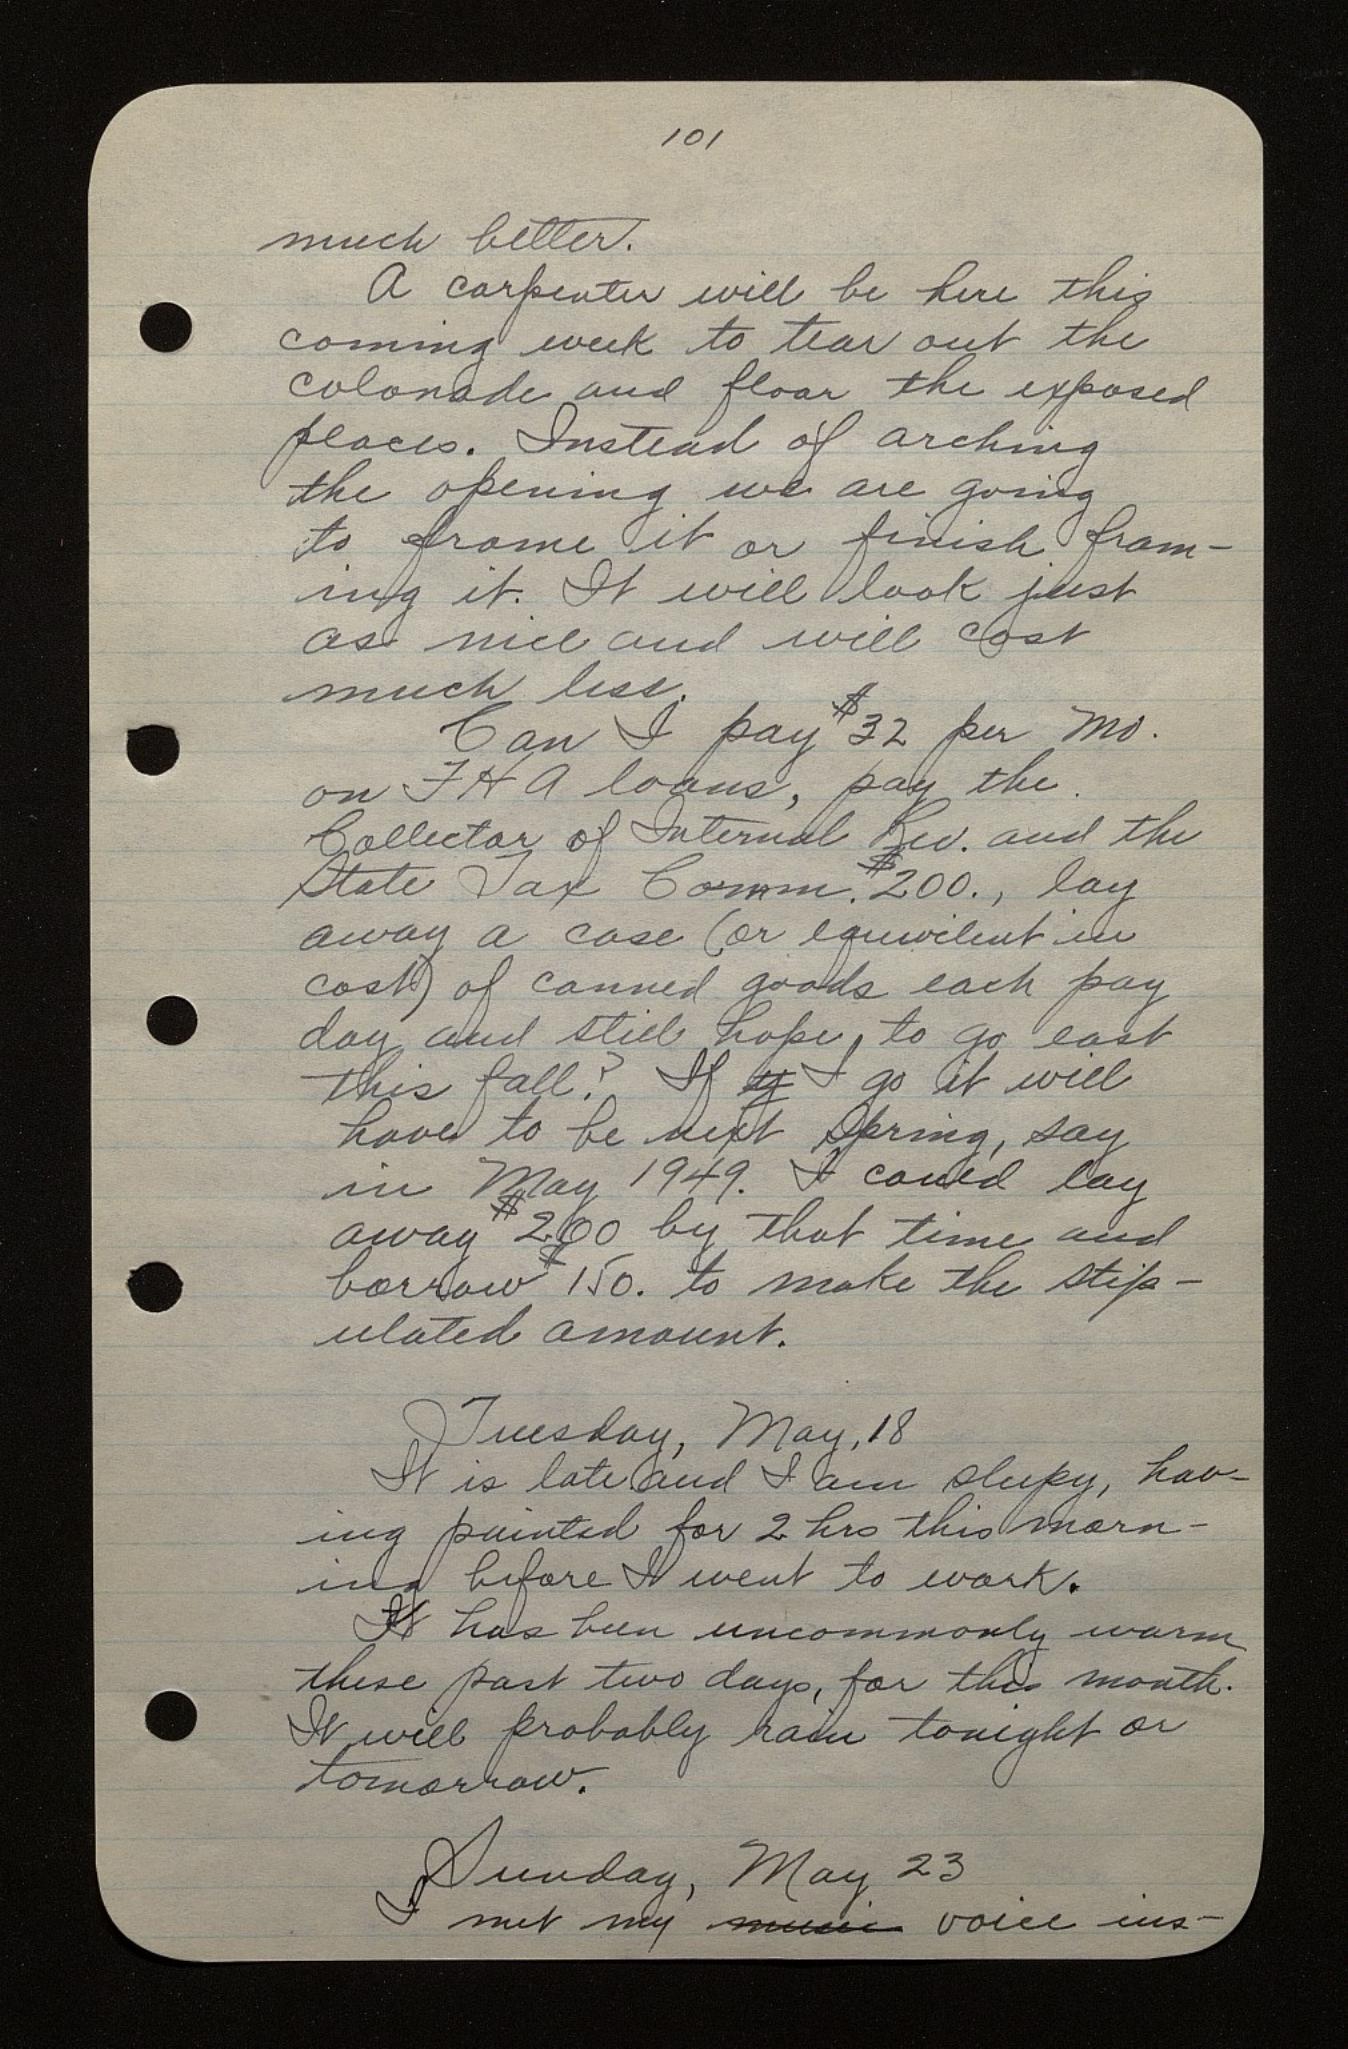 101
much better.
A carpenter will be here this
coming week to tear out the
colonade and floor the exposed
places. Instead of arching
the opening we are going
to frame it or finish fram-
ing it. It will look just
as nice and will cost
much less.
Can I pay $32 per mo.
on FHA loans, pay the
Collector of Internal Rev. and the
State Tax Comm. $200., lay
away a case (or equivilent in
cost) of canned goods each pay
day and still hope to go east
this fall? If I go it will
have to be next spring, say
in May 1949. I could lay
away $200 by that time and
borrow $150. to make the stip-
ulated amount.
Tuesday, May, 18
It is late and I am sleepy, hav-
ing painted for 2 hrs this morn-
ing before I went to work.
It has been uncommonly warm
these past two days, for this month.
It will probably rain tonight or
tomorrow.
Sunday, May 23
I met my music voice ins-